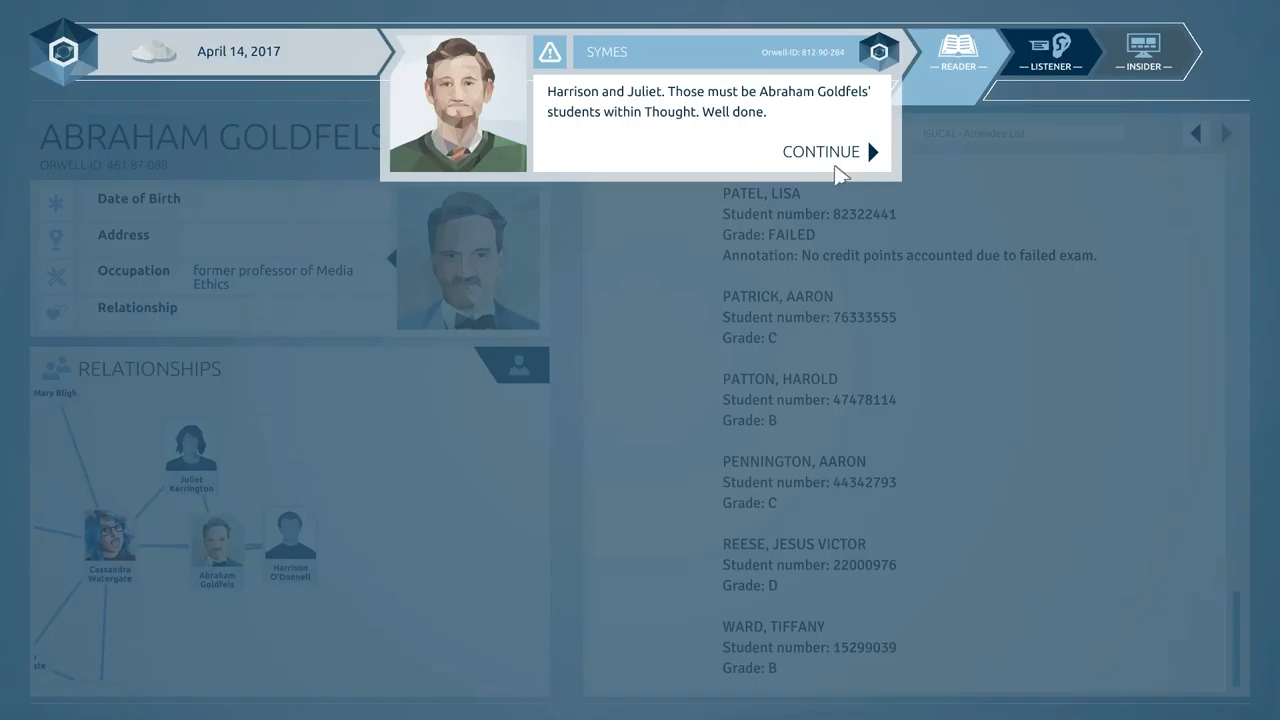 April 14, 2017
SYMES
Orwell-ID: 812-90-284
Harrison and Juliet. Those must be Abraham Goldfels'
students within Thought. Well done.
CONTINUE
— READER —
— LISTENER —
— INSIDER —
ABRAHAM GOLDFELS
ORWELL-ID: 461-87-088
Date of Birth
Address
Occupation
former professor of Media
Ethics
Relationship
RELATIONSHIPS
Mary Bligh
Juliet
Kerrington
Cassandra
Watergate
Abraham
Goldfels
Harrison
O'Donnell
ISUCA1 - Attendee List
PATEL, LISA
Student number: 82322441
Grade: FAILED
Annotation: No credit points accounted due to failed exam.
PATRICK, AARON
Student number: 76333555
Grade: C
PATTON, HAROLD
Student number: 47478114
Grade: B
PENNINGTON, AARON
Student number: 44342793
Grade: C
REESE, JESUS VICTOR
Student number: 22000976
Grade: D
WARD, TIFFANY
Student number: 15299039
Grade: B